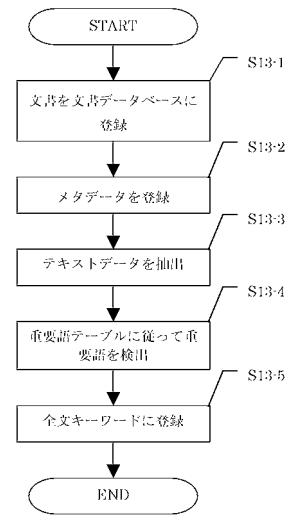 START
S13-1
文書を文書データベースに
登録
S13-2
メタデータを登録
S13-3
テキストデータを抽出
S13-4
重要語テーブルに従って重
要語を検出
S13-5
全文キーワードに登録
END